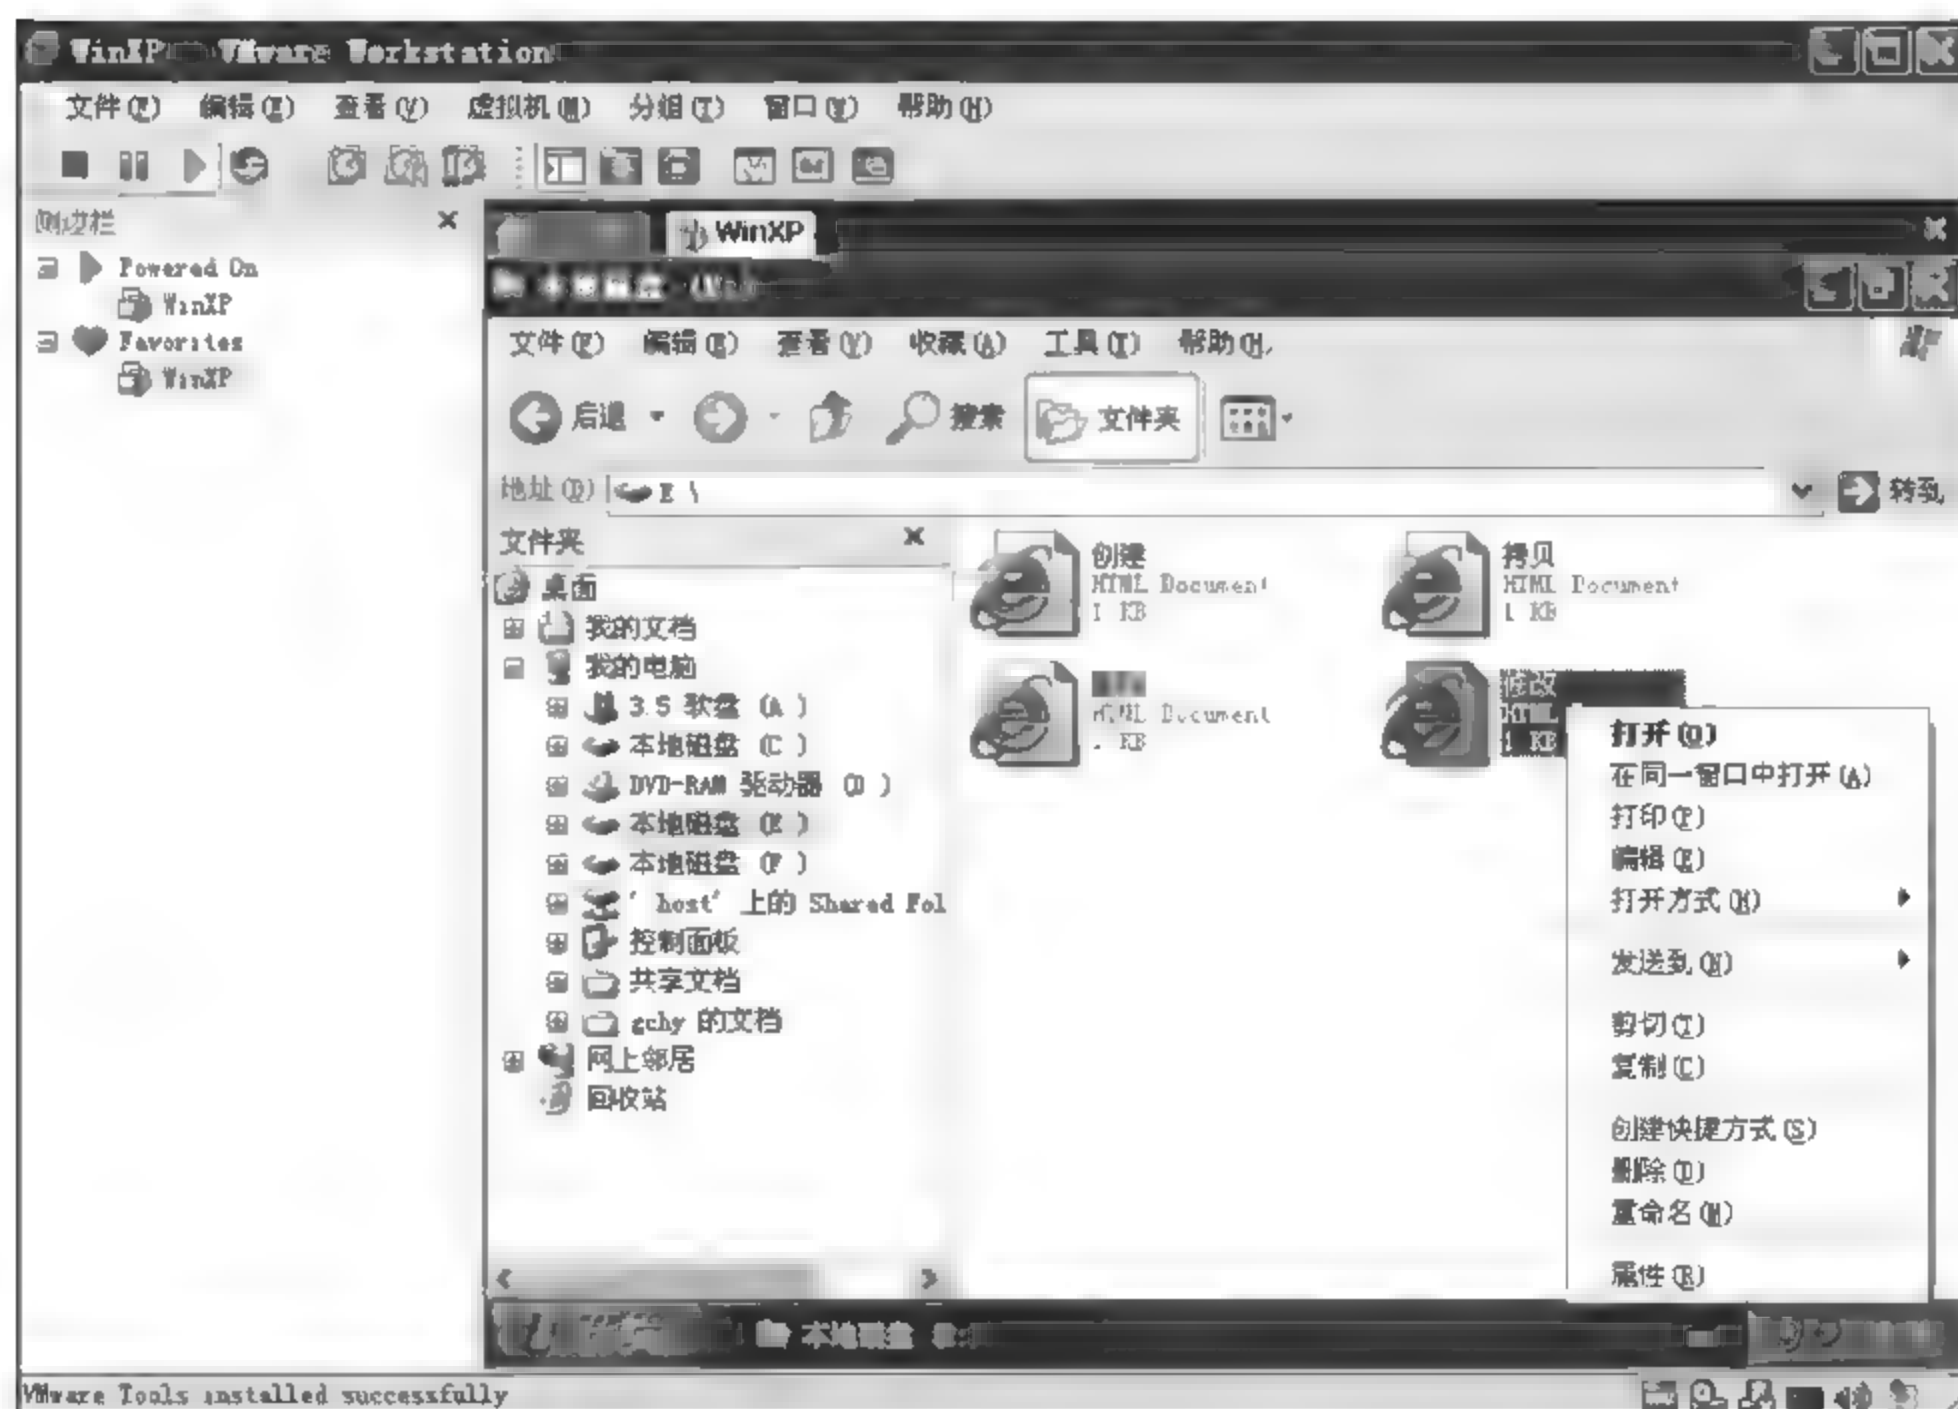 WinXP VMware Workstation
文件(F) 编辑(E) 查看(V) 虚拟机(M) 分组(T) 窗口(W) 帮助(H)
侧边栏
Powered On
WinXP
Favorites
WinXP
WinXP
文件(F) 编辑(E) 查看(V) 收藏(A) 工具(T) 帮助(H)
后退 搜索 文件夹
地址(D) E \ 转到
文件夹
桌面
我的文档
我的电脑
3.5 软盘 (A )
本地磁盘 (C )
DVD-RAM 驱动器 (D )
本地磁盘 (E )
本地磁盘 (F )
' host' 上的 Shared Fol
控制面板
共享文档
gchy 的文档
网上邻居
回收站
创建
HTML Document
1 KB
拷贝
HTML Document
1 KB
HTML Document
KB
修改
HTML
1 KB
打开(O)
在同一窗口中打开(A)
打印(P)
编辑(E)
打开方式(H)
发送到(N)
剪切(T)
复制(C)
创建快捷方式(S)
删除(D)
重命名(M)
属性(R)
本地磁盘
VMware Tools installed successfully